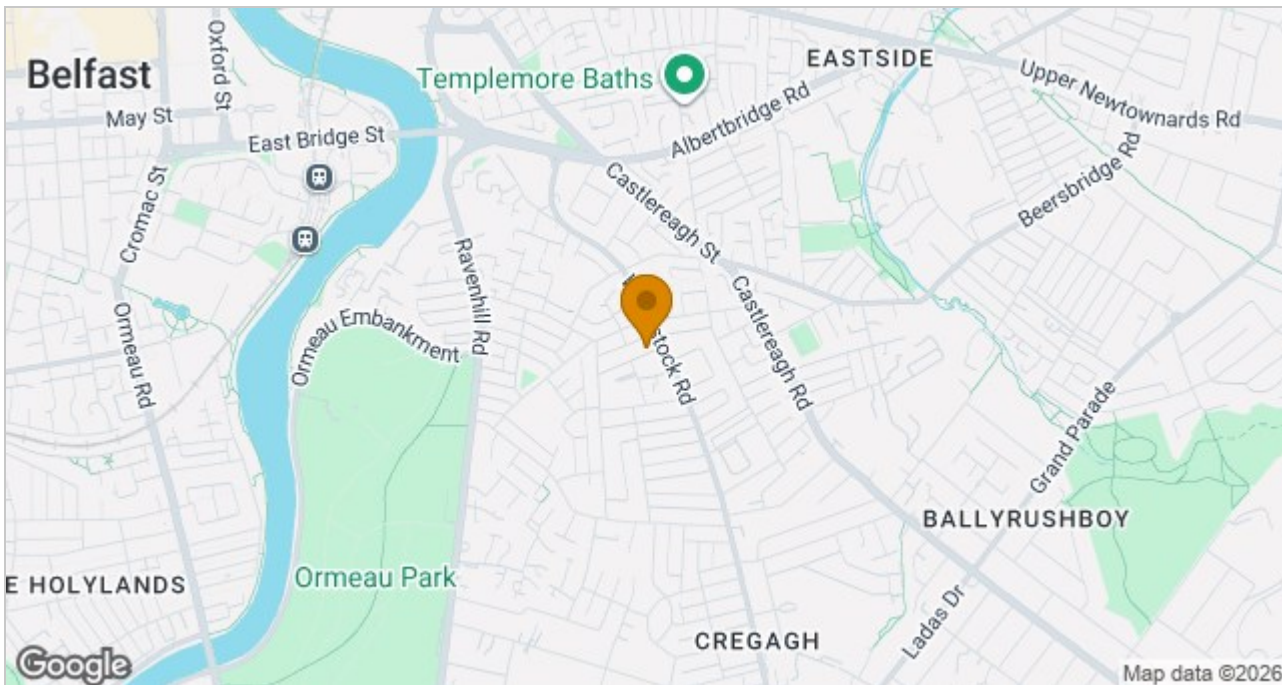 Belfast
Oxford St
May St
East Bridge St
Cromac St
Ormeau Rd
Templemore Baths
EASTSIDE
Upper Newtownards Rd
Albertbridge Rd
Castlereagh St
Beersbridge Rd
Ravenhill Rd
Ormeau Embankment
stock Rd
Castlereagh Rd
Grand Parade
BALLYRUSHBOY
E HOLYLANDS
Ormeau Park
Ladas Dr
CREGAGH
Google
Map data ©2026